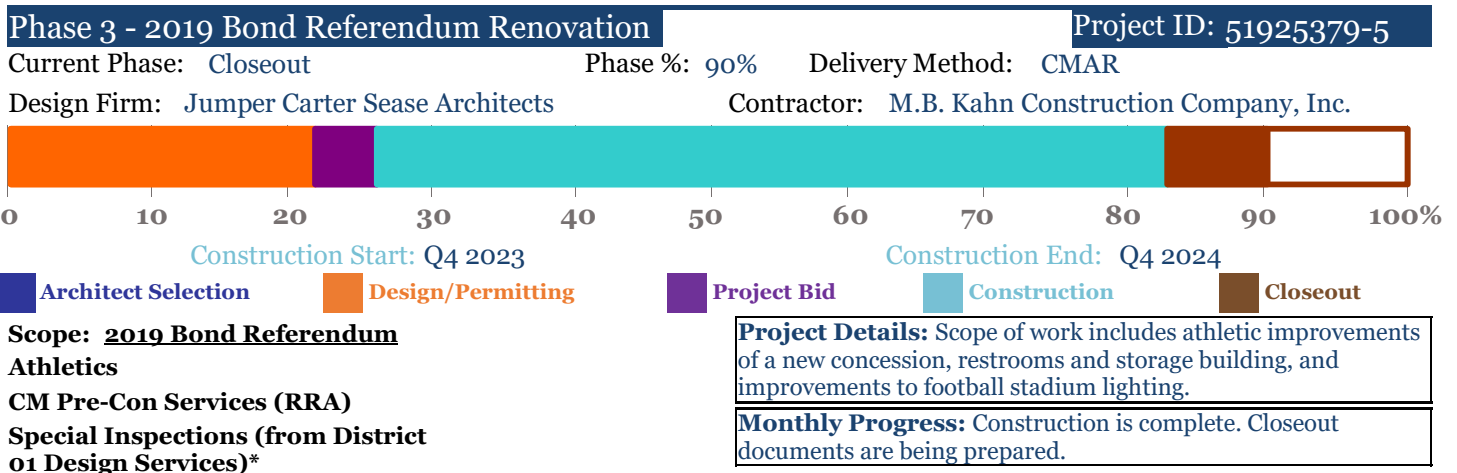 Phase 3 - 2019 Bond Referendum Renovation Project ID: 51925379-5
Current Phase: Closeout Phase %: 90% Delivery Method: CMAR
Design Firm: Jumper Carter Sease Architects Contractor: M.B. Kahn Construction Company, Inc.
0 10 20 30 40 50 60 70 80 90 100%
Construction Start: Q4 2023 Construction End: Q4 2024
Architect Selection Design/Permitting Project Bid Construction Closeout
Scope: 2019 Bond Referendum
Athletics
CM Pre-Con Services (RRA)
Special Inspections (from District
01 Design Services)*
Project Details: Scope of work includes athletic improvements
of a new concession, restrooms and storage building, and
improvements to football stadium lighting.
Monthly Progress: Construction is complete. Closeout
documents are being prepared.